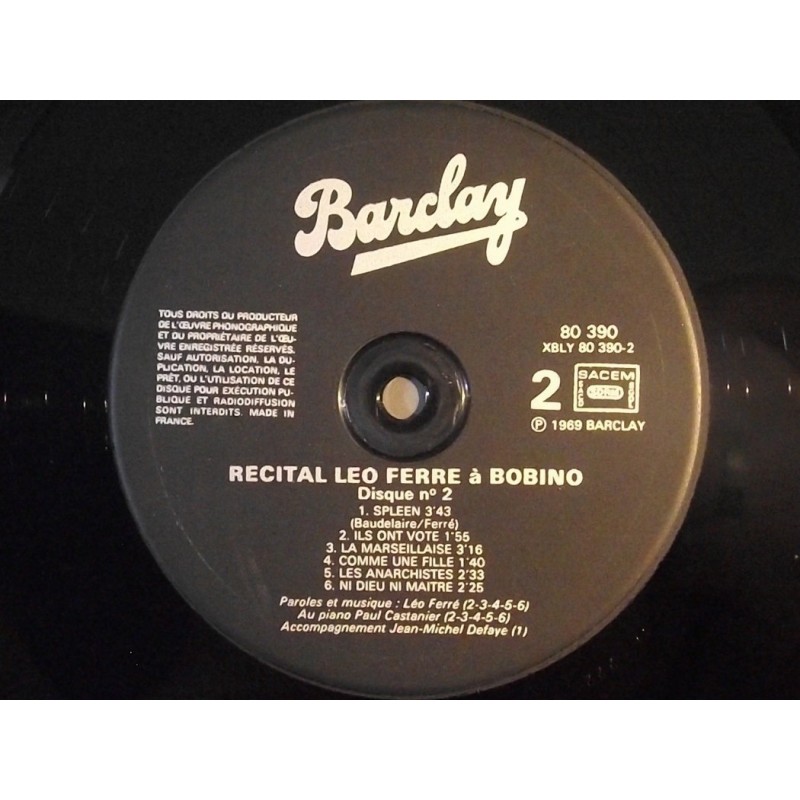 Barclay
TOUS DROITS DU PRODUCTEUR
DE L'ŒUVRE PHONOGRAPHIQUE
ET DU PROPRIÉTAIRE DE L'ŒU-
VRE ENREGISTRÉE RÉSERVÉS.
SAUF AUTORISATION, LA DU-
PLICATION, LA LOCATION, LE
PRÊT, OU L'UTILISATION DE CE
DISQUE POUR EXÉCUTION PU-
BLIQUE ET RADIODIFFUSION
SONT INTERDITS. MADE IN
FRANCE.
80 390
XBLY 80 390-2
2
SACEM
SACD
SDRM
SGDL
℗ 1969 BARCLAY
RECITAL LEO FERRE à BOBINO
Disque nº 2
1. SPLEEN 3'43
(Baudelaire/Ferré)
2. ILS ONT VOTE 1'55
3. LA MARSEILLAISE 3'16
4. COMME UNE FILLE 1'40
5. LES ANARCHISTES 2'33
6. NI DIEU NI MAITRE 2'25
Paroles et musique : Léo Ferré (2-3-4-5-6)
Au piano Paul Castanier (2-3-4-5-6)
Accompagnement Jean-Michel Defaye (1)